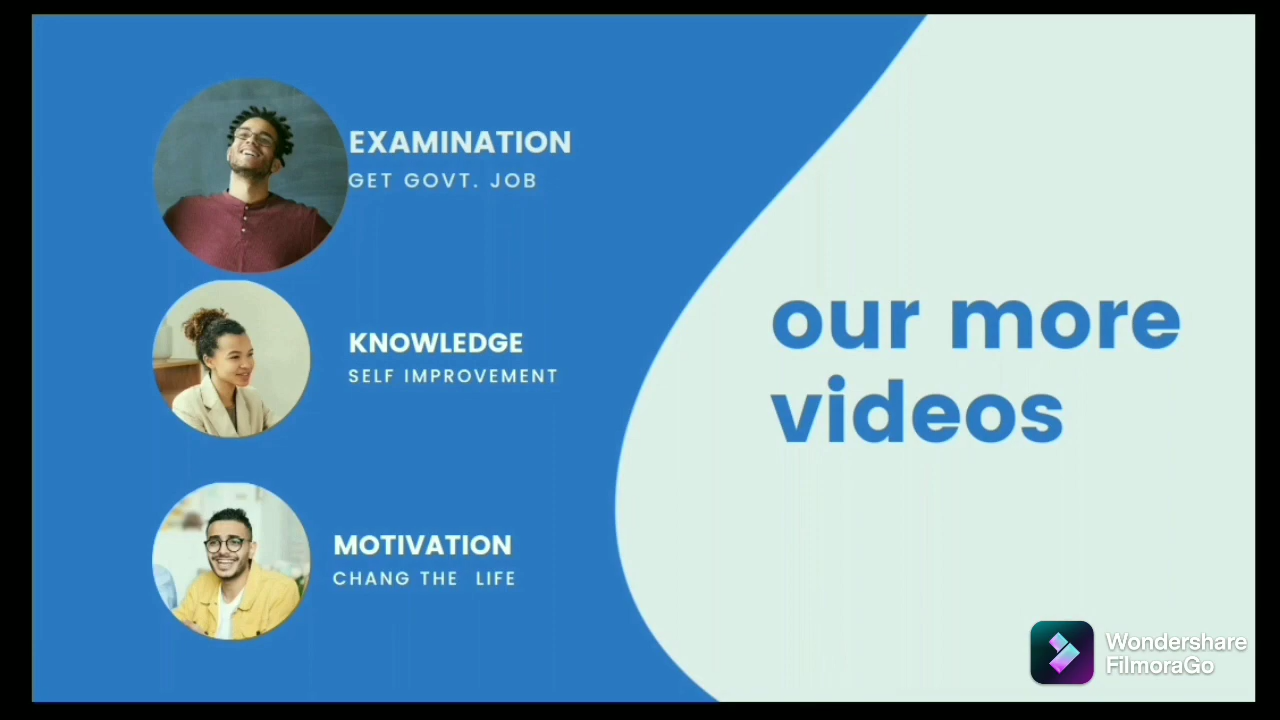 EXAMINATION
GET GOVT. JOB
KNOWLEDGE
SELF IMPROVEMENT
MOTIVATION
CHANG THE LIFE
our more
videos
Wondershare
FilmoraGo